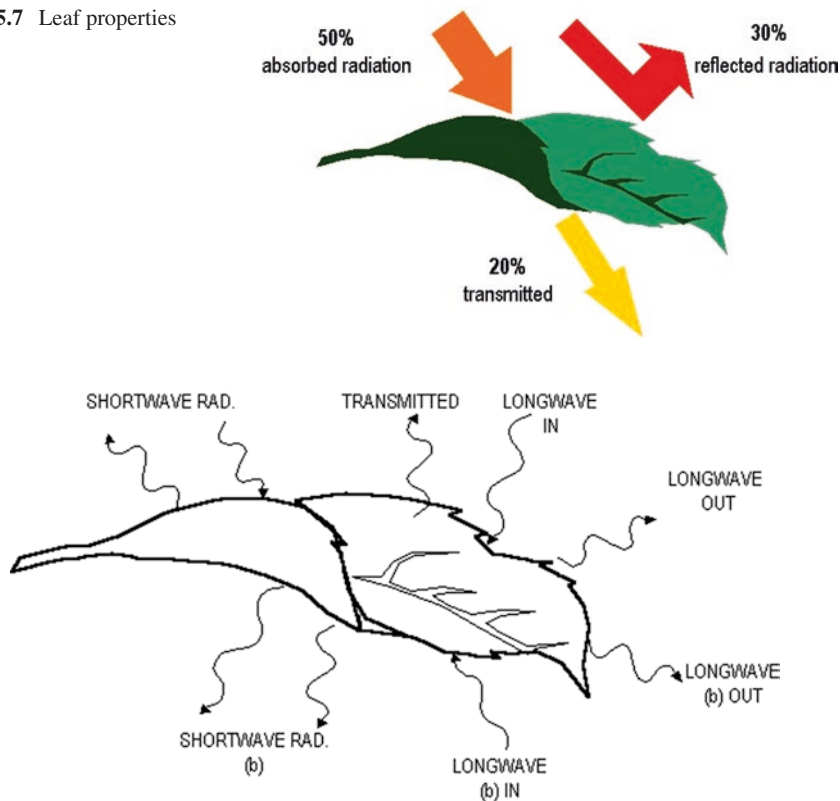 5.7 Leaf properties
50%
absorbed radiation
30%
reflected radiation
20%
transmitted
SHORTWAVE RAD.
TRANSMITTED
LONGWAVE
IN
LONGWAVE
OUT
LONGWAVE
(b) OUT
SHORTWAVE RAD.
(b)
LONGWAVE
(b) IN